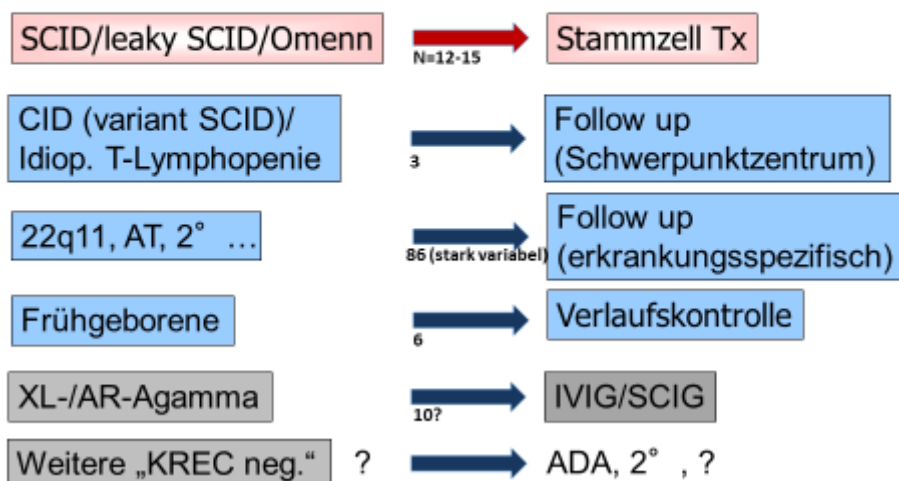 SCID/leaky SCID/Omenn
N=12-15
Stammzell Tx
CID (variant SCID)/
Idiop. T-Lymphopenie
3
Follow up
(Schwerpunktzentrum)
22q11, AT, 2° ...
86 (stark variabel)
Follow up
(erkrankungsspezifisch)
Frühgeborene
6
Verlaufskontrolle
XL-/AR-Agamma
10?
IVIG/SCIG
Weitere „KREC neg.“ ?
ADA, 2° , ?